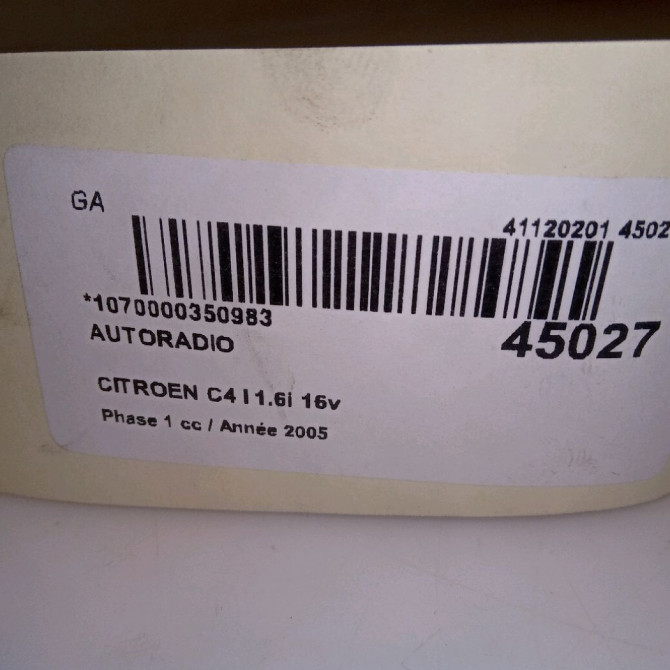 GA
41120201 4502
*1070000350983
45027
AUTORADIO
CITROEN C4 I 1.6i 16v
Phase 1 cc / Année 2005